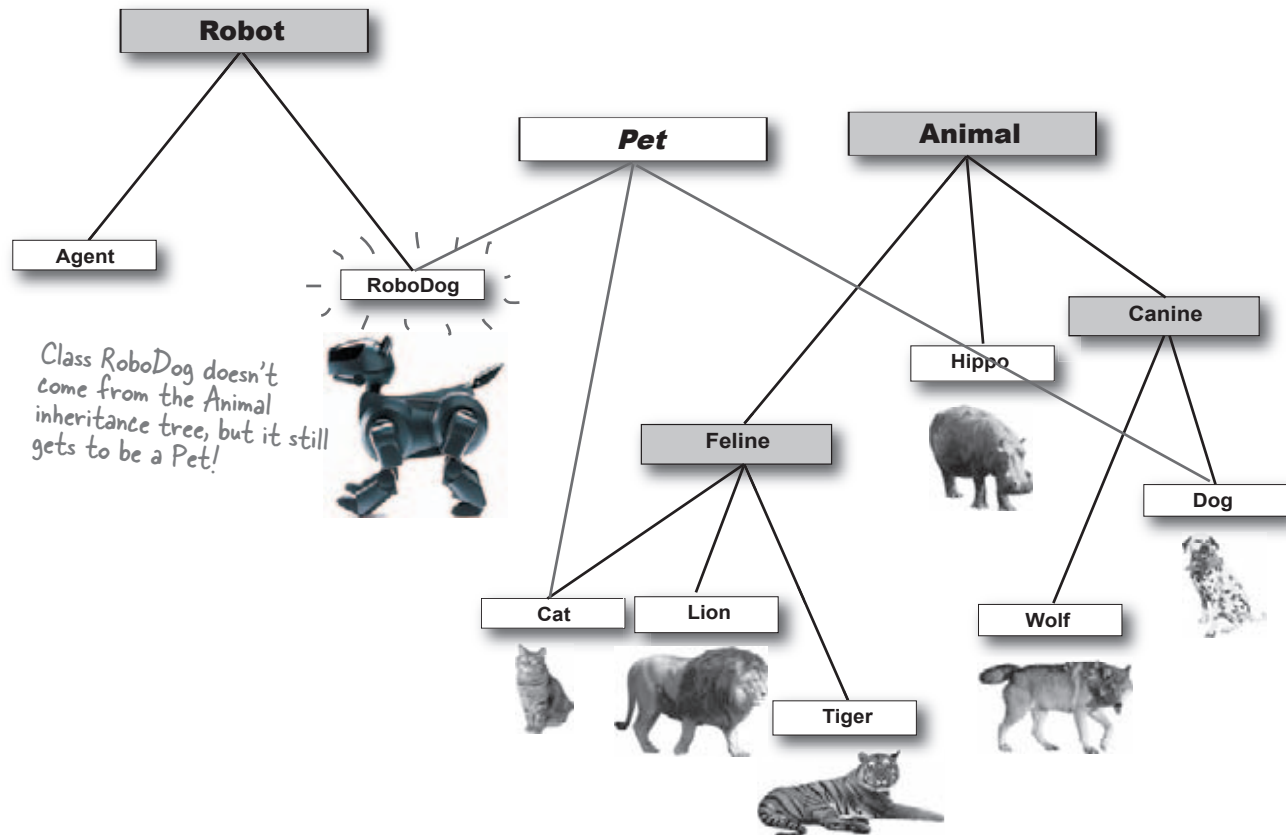 Robot
Pet
Animal
Agent
RoboDog
Canine
Hippo
Class RoboDog doesn't
come from the Animal
inheritance tree, but it still
gets to be a Pet!
Feline
Dog
Cat
Lion
Wolf
Tiger